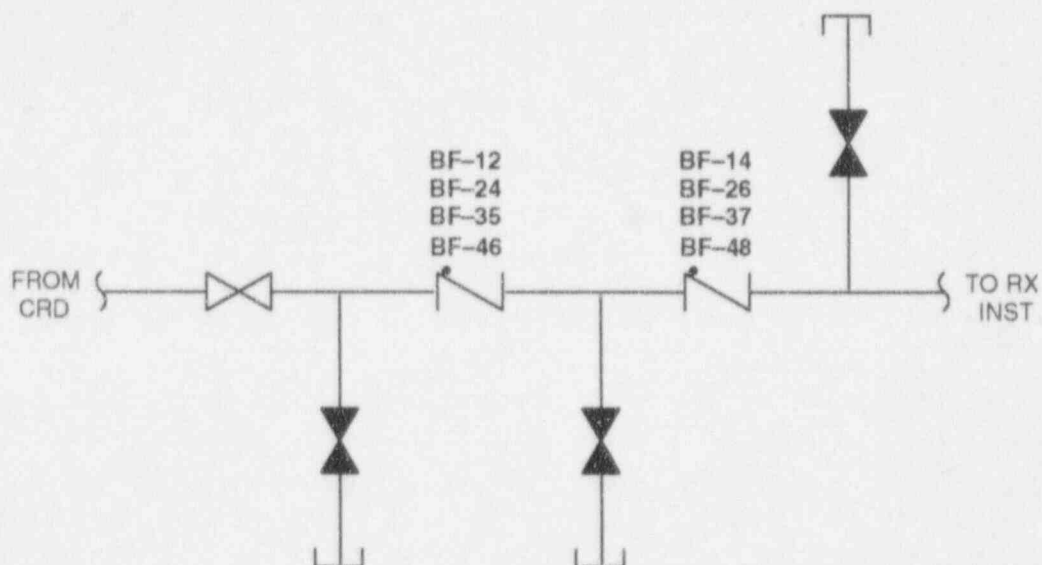 BF-12
BF-24
BF-35
BF-46
BF-14
BF-26
BF-37
BF-48
FROM
CRD
TO RX
INST